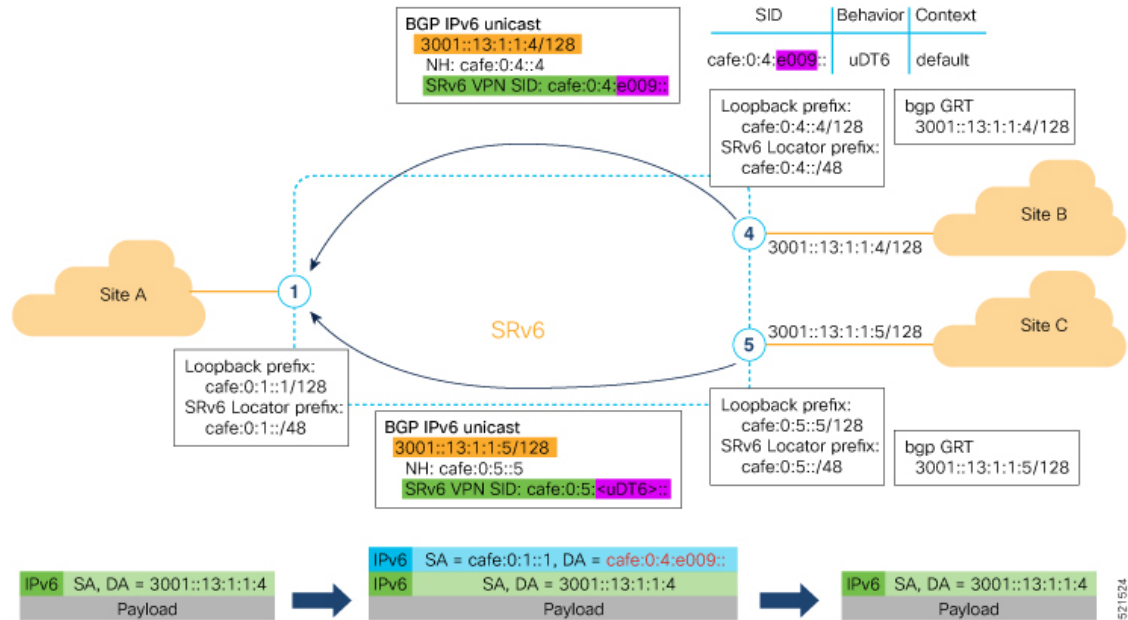 BGP IPv6 unicast
3001::13:1:1:4/128
NH: cafe:0:4::4
SRv6 VPN SID: cafe:0:4:e009::
SID Behavior Context
cafe:0:4:e009:: uDT6 default
Loopback prefix:
cafe:0:4::4/128
SRv6 Locator prefix:
cafe:0:4::/48
bgp GRT
3001::13:1:1:4/128
Site B
4
3001::13:1:1:4/128
Site A
1
SRv6
3001::13:1:1:5/128
Site C
5
Loopback prefix:
cafe:0:1::1/128
SRv6 Locator prefix:
cafe:0:1::/48
BGP IPv6 unicast
3001::13:1:1:5/128
NH: cafe:0:5::5
SRv6 VPN SID: cafe:0:5:<uDT6>::
Loopback prefix:
cafe:0:5::5/128
SRv6 Locator prefix:
cafe:0:5::/48
bgp GRT
3001::13:1:1:5/128
IPv6 SA, DA = 3001::13:1:1:4
Payload
IPv6 SA = cafe:0:1::1, DA = cafe:0:4:e009::
IPv6 SA, DA = 3001::13:1:1:4
Payload
IPv6 SA, DA = 3001::13:1:1:4
Payload
521524